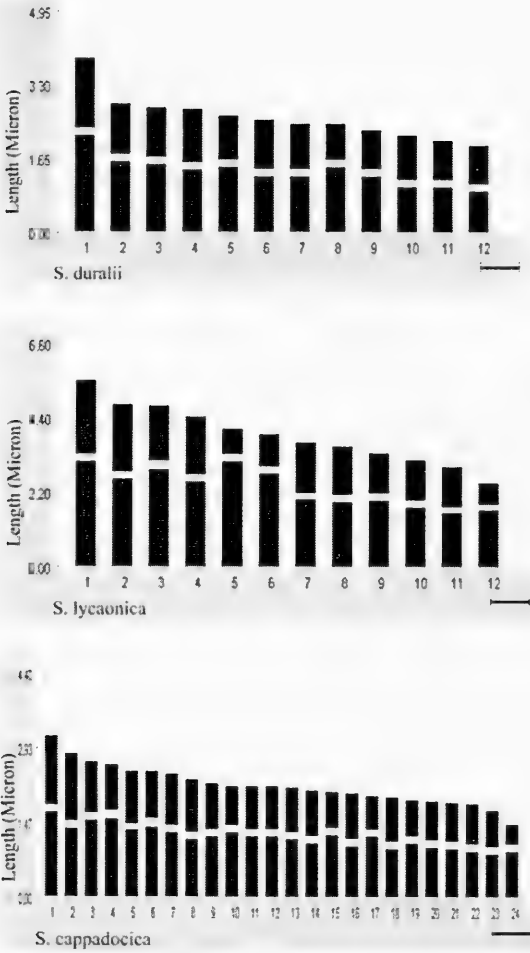 4.95
3.30
1.65
0.00
Length (Micron)
1 2 3 4 5 6 7 8 9 10 11 12
S. duralii
6.60
4.40
2.20
0.00
Length (Micron)
1 2 3 4 5 6 7 8 9 10 11 12
S. lycaonica
Length (Micron)
1 2 3 4 5 6 7 8 9 10 11 12 13 14 15 16 17 18 19 20 21 22 23 24
S. cappadocica